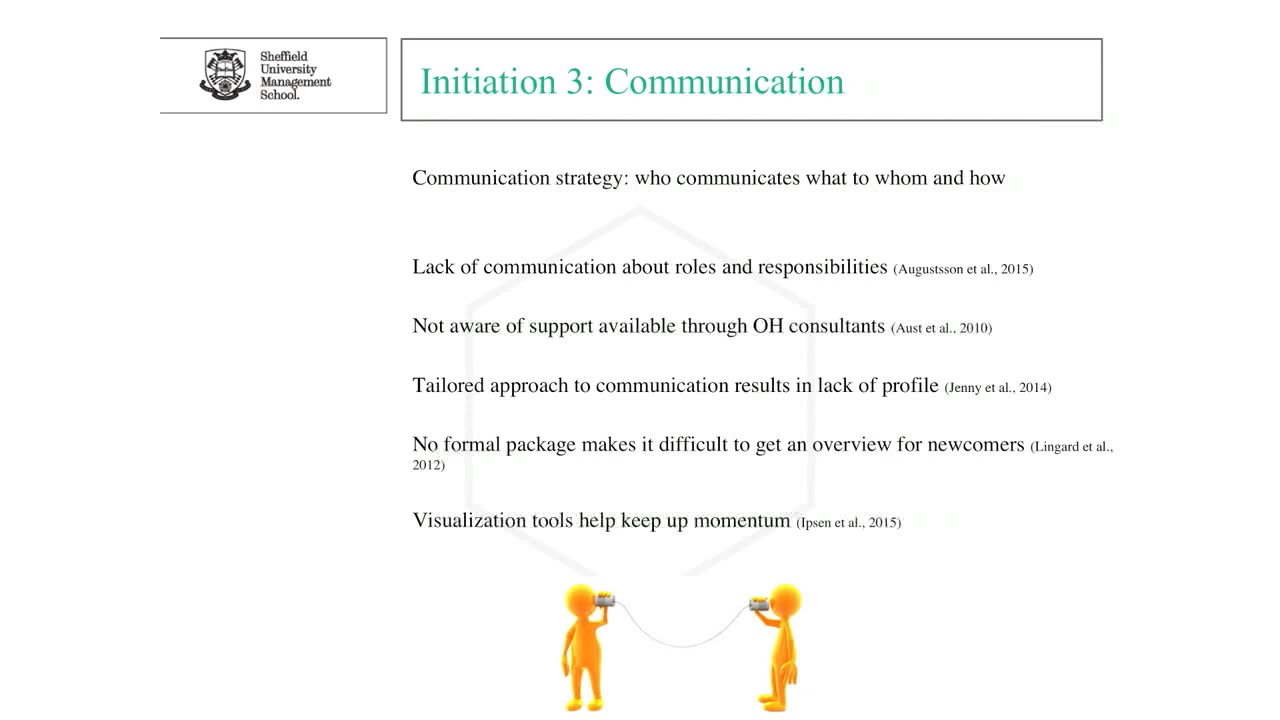 Sheffield
University
Management
School.
Initiation 3: Communication
Communication strategy: who communicates what to whom and how
Lack of communication about roles and responsibilities (Augustsson et al., 2015)
Not aware of support available through OH consultants (Aust et al., 2010)
Tailored approach to communication results in lack of profile (Jenny et al., 2014)
No formal package makes it difficult to get an overview for newcomers (Lingard et al.,
2012)
Visualization tools help keep up momentum (Ipsen et al., 2015)